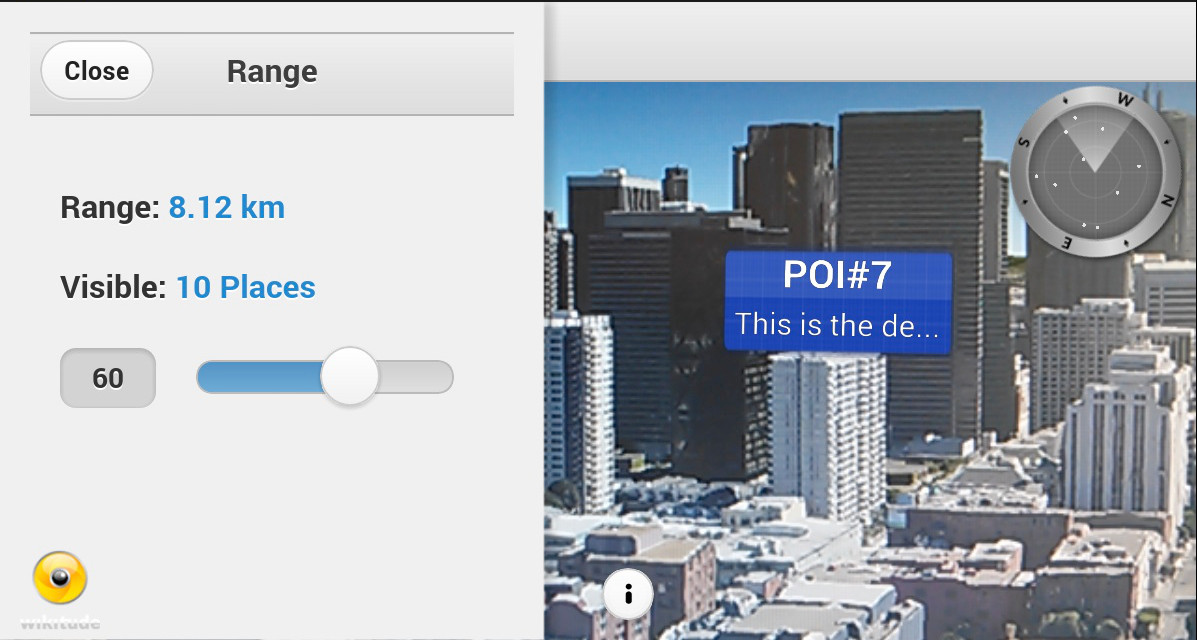 Close
Range
Range: 8.12 km
Visible: 10 Places
60
wikitude
POI#7
This is the de...
i
W
S
N
E